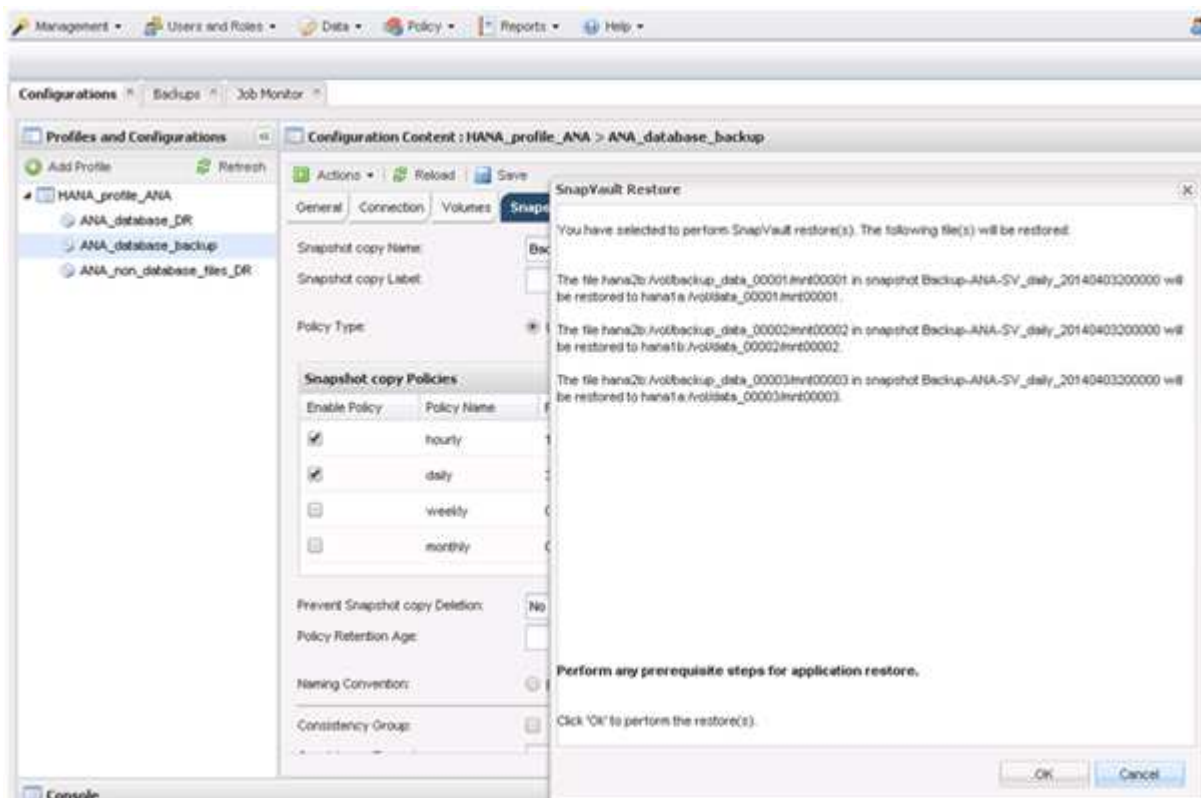 Management Users and Roles Data Policy Reports Help
Configurations Backups Job Monitor
Profiles and Configurations
Add Profile Refresh
HANA_profile_ANA
ANA_database_DR
ANA_database_backup
ANA_non_database_files_DR
Configuration Content : HANA_profile_ANA > ANA_database_backup
Actions Reload Save
General Connection Volumes Snaps
Snapshot copy Name: Bac
Snapshot copy Label:
Policy Type:
Snapshot copy Policies
Enable Policy Policy Name
hourly
daily
weekly
monthly
Prevent Snapshot copy Deletion: No
Policy Retention Age:
Naming Convention:
Consistency Group:
SnapVault Restore
You have selected to perform SnapVault restore(s). The following file(s) will be restored:
The file hana2b:/vol/backup_data_00001/mnt00001 in snapshot Backup-ANA-SV_daily_20140403200000 will
be restored to hana1a:/vol/data_00001/mnt00001.
The file hana2b:/vol/backup_data_00002/mnt00002 in snapshot Backup-ANA-SV_daily_20140403200000 will
be restored to hana1b:/vol/data_00002/mnt00002.
The file hana2b:/vol/backup_data_00003/mnt00003 in snapshot Backup-ANA-SV_daily_20140403200000 will
be restored to hana1a:/vol/data_00003/mnt00003.
Perform any prerequisite steps for application restore.
Click 'OK' to perform the restore(s).
OK Cancel
Console